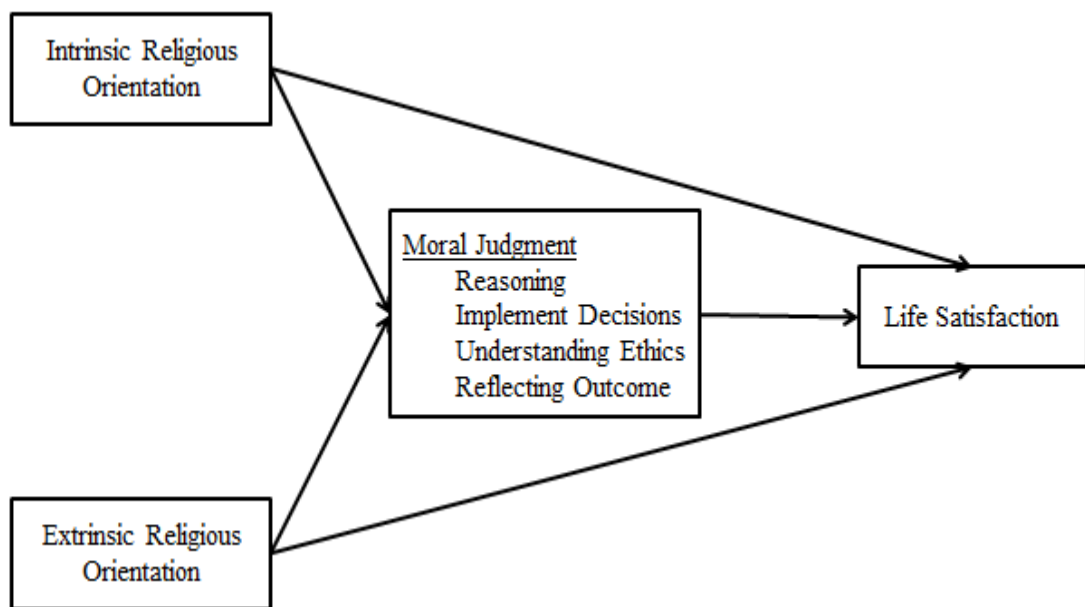 Intrinsic Religious
Orientation
Moral Judgment
Reasoning
Implement Decisions
Understanding Ethics
Reflecting Outcome
Life Satisfaction
Extrinsic Religious
Orientation